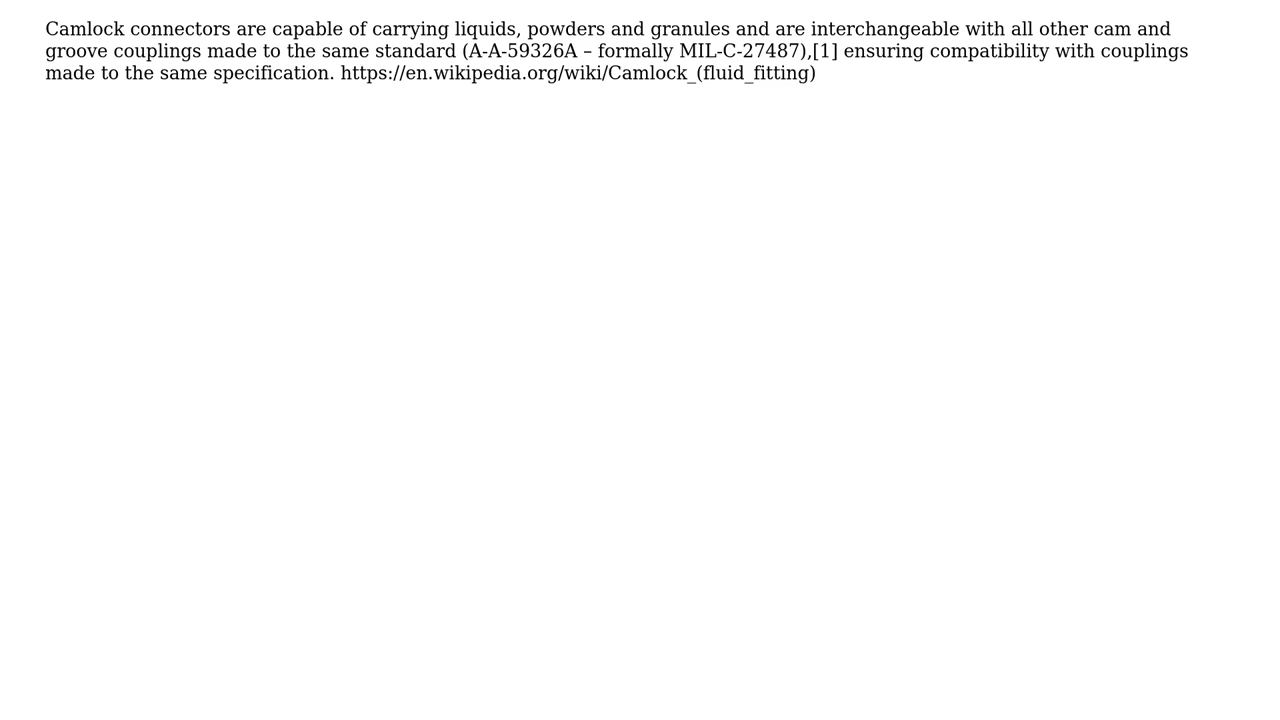 Camlock connectors are capable of carrying liquids, powders and granules and are interchangeable with all other cam and
groove couplings made to the same standard (A-A-59326A – formally MIL-C-27487),[1] ensuring compatibility with couplings
made to the same specification. https://en.wikipedia.org/wiki/Camlock_(fluid_fitting)